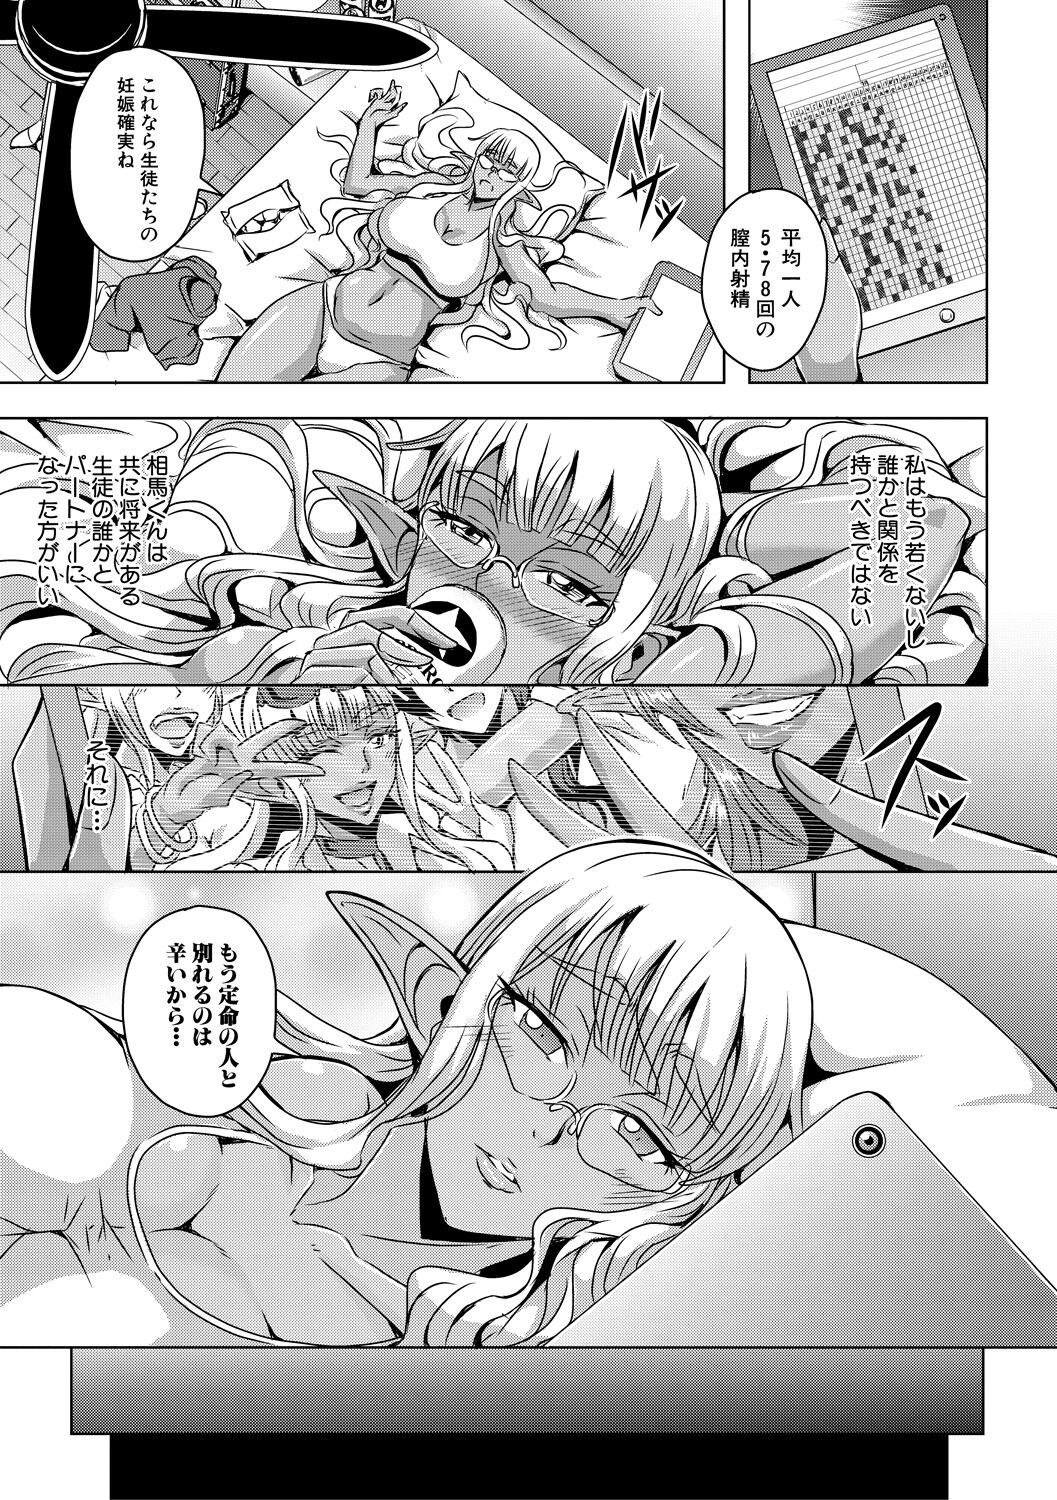 平均一人
5・78回の
膣内射精
これなら生徒たちの
妊娠確実ね
私はもう若くないし
誰かと関係を
持つべきではない
相馬くんは
共に将来がある
生徒の誰かと
パートナーに
なった方がいい
スッ
それに…
もう定命の人と
別れるのは
辛いから…